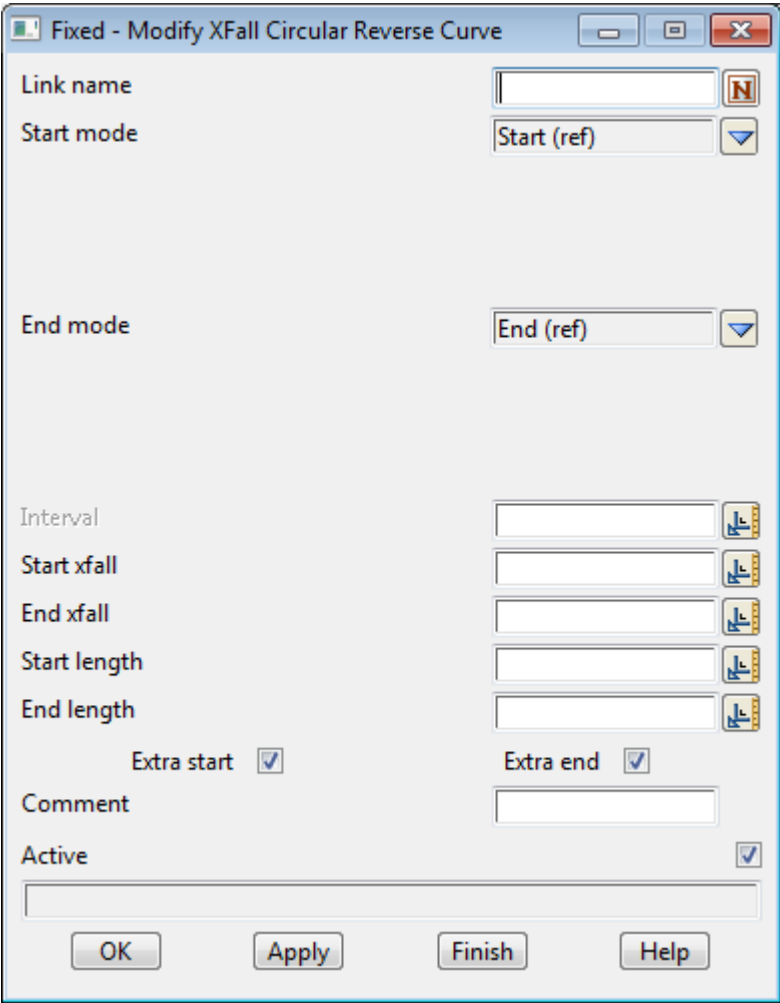 Fixed - Modify XFall Circular Reverse Curve
Link name
N
Start mode Start (ref)
End mode End (ref)
Interval
Start xfall
End xfall
Start length
End length
Extra start Extra end
Comment
Active
OK Apply Finish Help